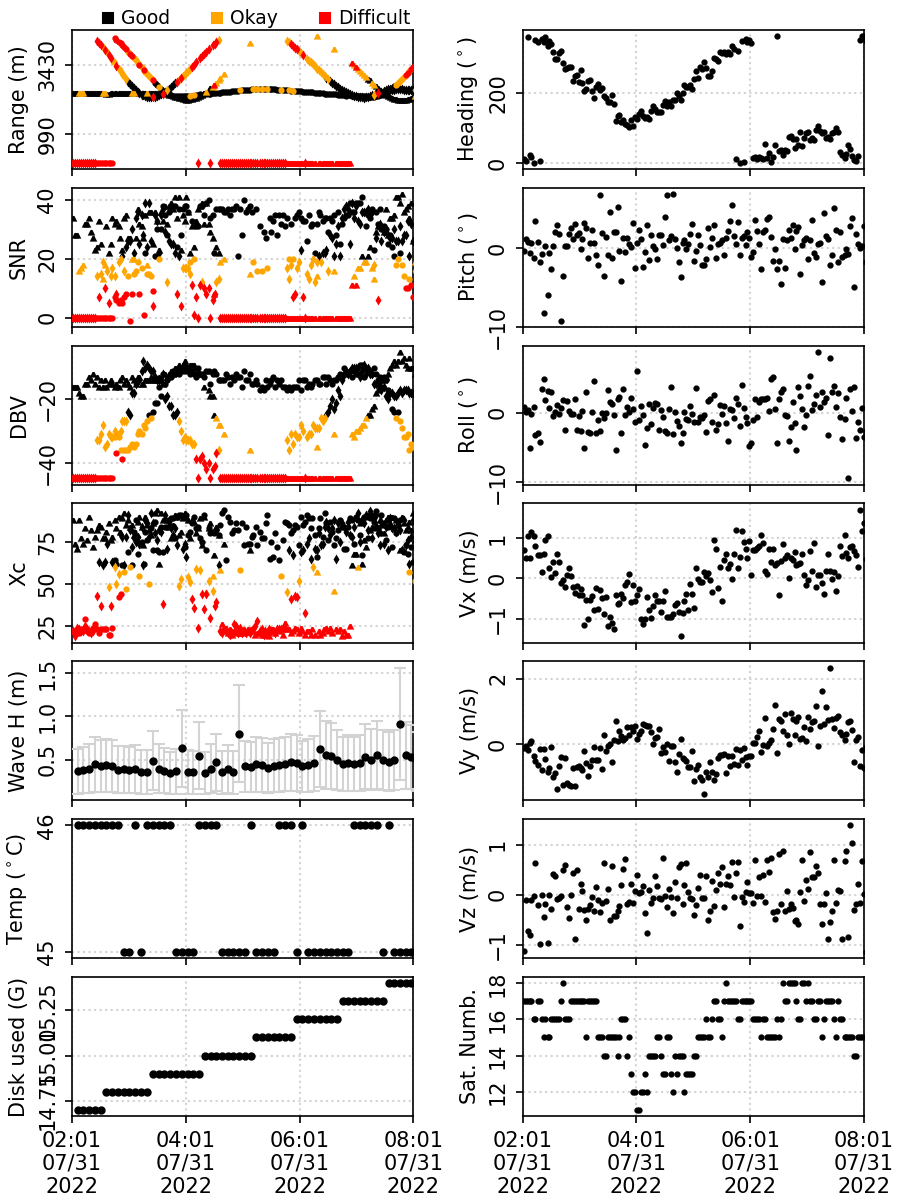 Good Okay Difficult
Range (m)
3430
990
Heading (°)
200
0
SNR
40
20
0
Pitch (°)
0
−10
DBV
−20
−40
Roll (°)
0
−10
Xc
75
50
25
Vx (m/s)
1
0
−1
Wave H (m)
1.5
1.0
0.5
Vy (m/s)
2
0
Temp (°C)
46
45
Vz (m/s)
1
0
−1
Disk used (G)
15.25
15.00
14.75
Sat. Numb.
18
16
14
12
02:01 04:01 06:01 08:01
07/31 07/31 07/31 07/31
2022 2022 2022 2022
02:01 04:01 06:01 08:01
07/31 07/31 07/31 07/31
2022 2022 2022 2022